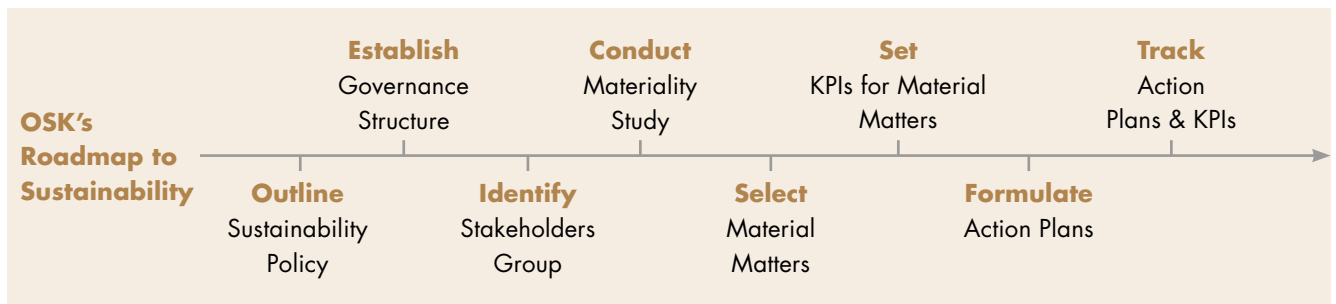 OSK's
Roadmap to
Sustainability
Outline
Sustainability
Policy
Establish
Governance
Structure
Identify
Stakeholders
Group
Conduct
Materiality
Study
Select
Material
Matters
Set
KPIs for Material
Matters
Formulate
Action Plans
Track
Action
Plans & KPIs